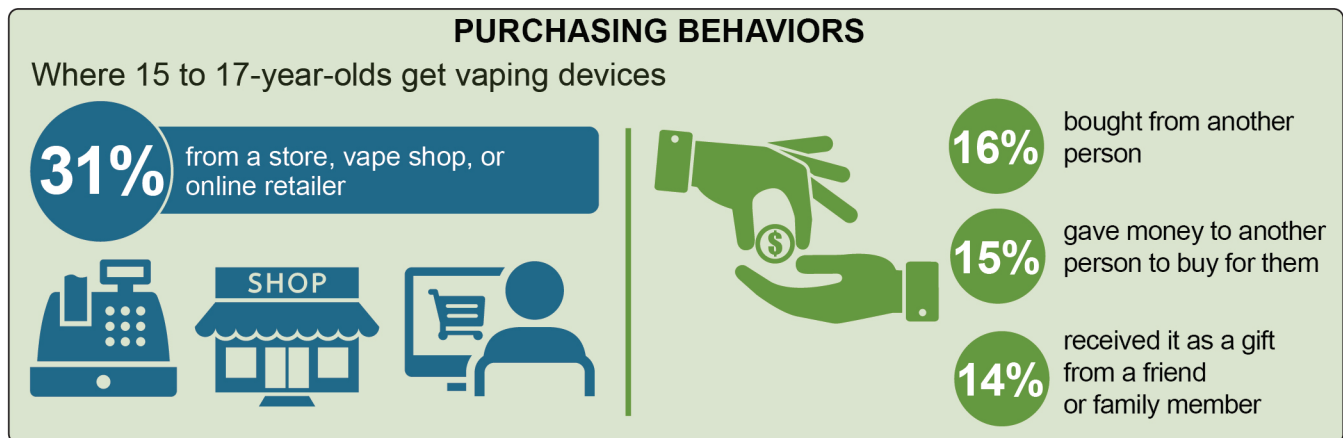 PURCHASING BEHAVIORS
Where 15 to 17-year-olds get vaping devices
31%
from a store, vape shop, or
online retailer
SHOP
$
16%
bought from another
person
15%
gave money to another
person to buy for them
14%
received it as a gift
from a friend
or family member